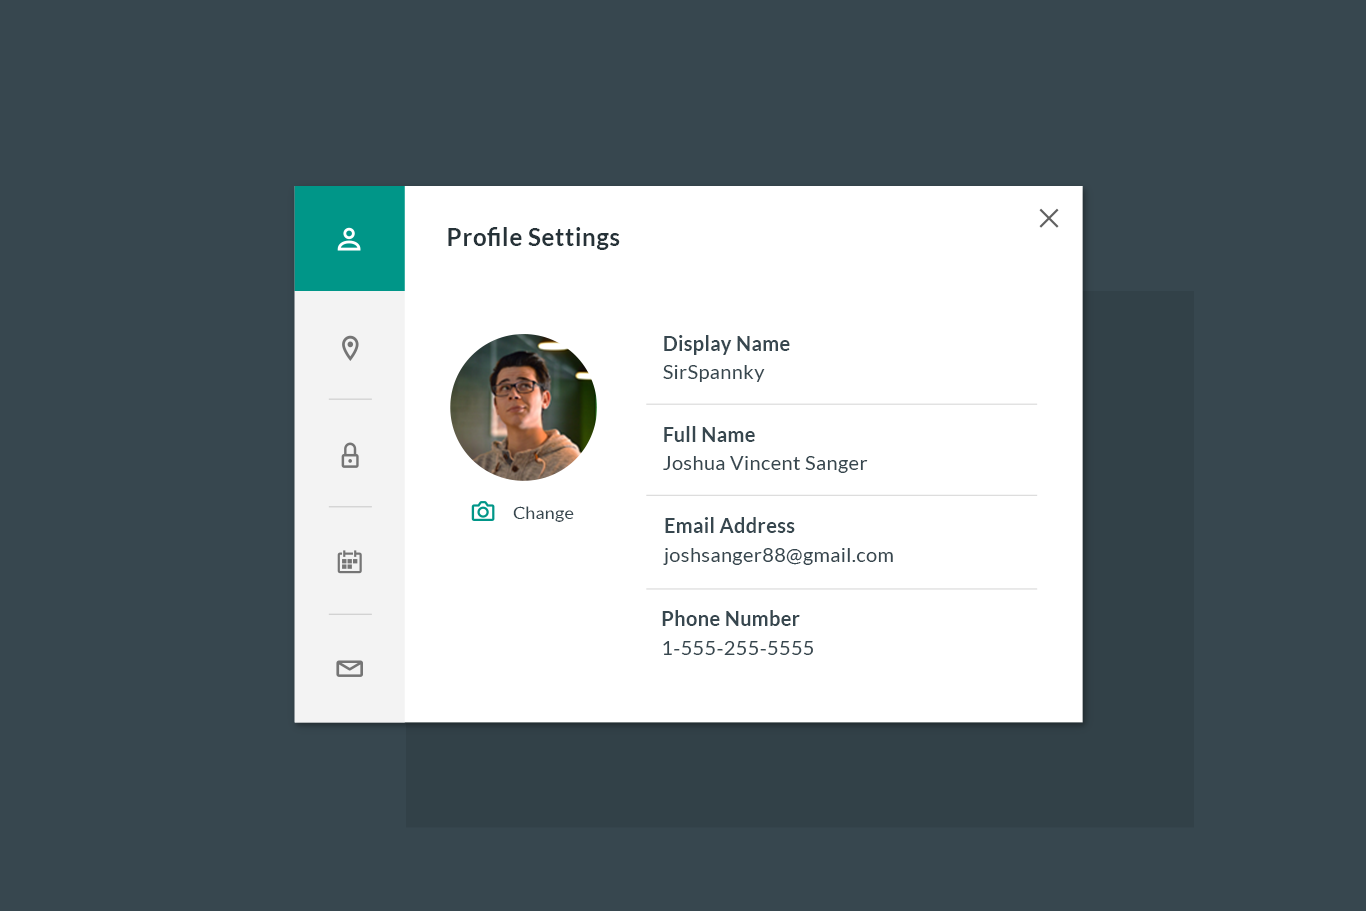 Profile Settings
Display Name
SirSpannky
Full Name
Joshua Vincent Sanger
Change
Email Address
joshsanger88@gmail.com
Phone Number
1-555-255-5555